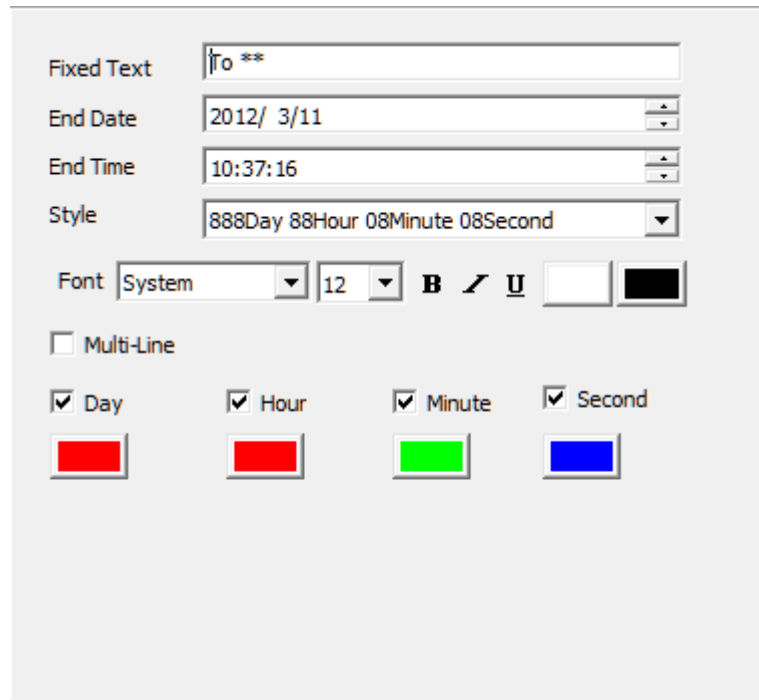 Fixed Text To **
End Date 2012/ 3/11
End Time 10:37:16
Style 888Day 88Hour 08Minute 08Second
Font System 12 B I U
Multi-Line
Day Hour Minute Second